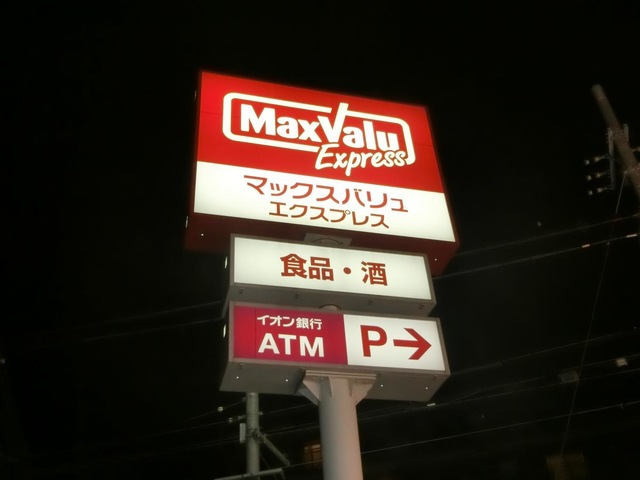 MaxValu
Express
マックスバリュ
エクスプレス
食品・酒
イオン銀行
ATM
P→